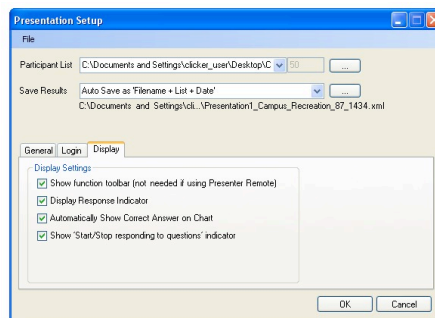 Presentation Setup
File
Participant List C:\Documents and Settings\clicker_user\Desktop\C 50 ...
Save Results Auto Save as 'Filename + List + Date' ...
C:\Documents and Settings\cli...\Presentation1_Campus_Recreation_87_1434.xml
General Login Display
Display Settings
Show function toolbar (not needed if using Presenter Remote)
Display Response Indicator
Automatically Show Correct Answer on Chart
Show 'Start/Stop responding to questions' indicator
OK Cancel